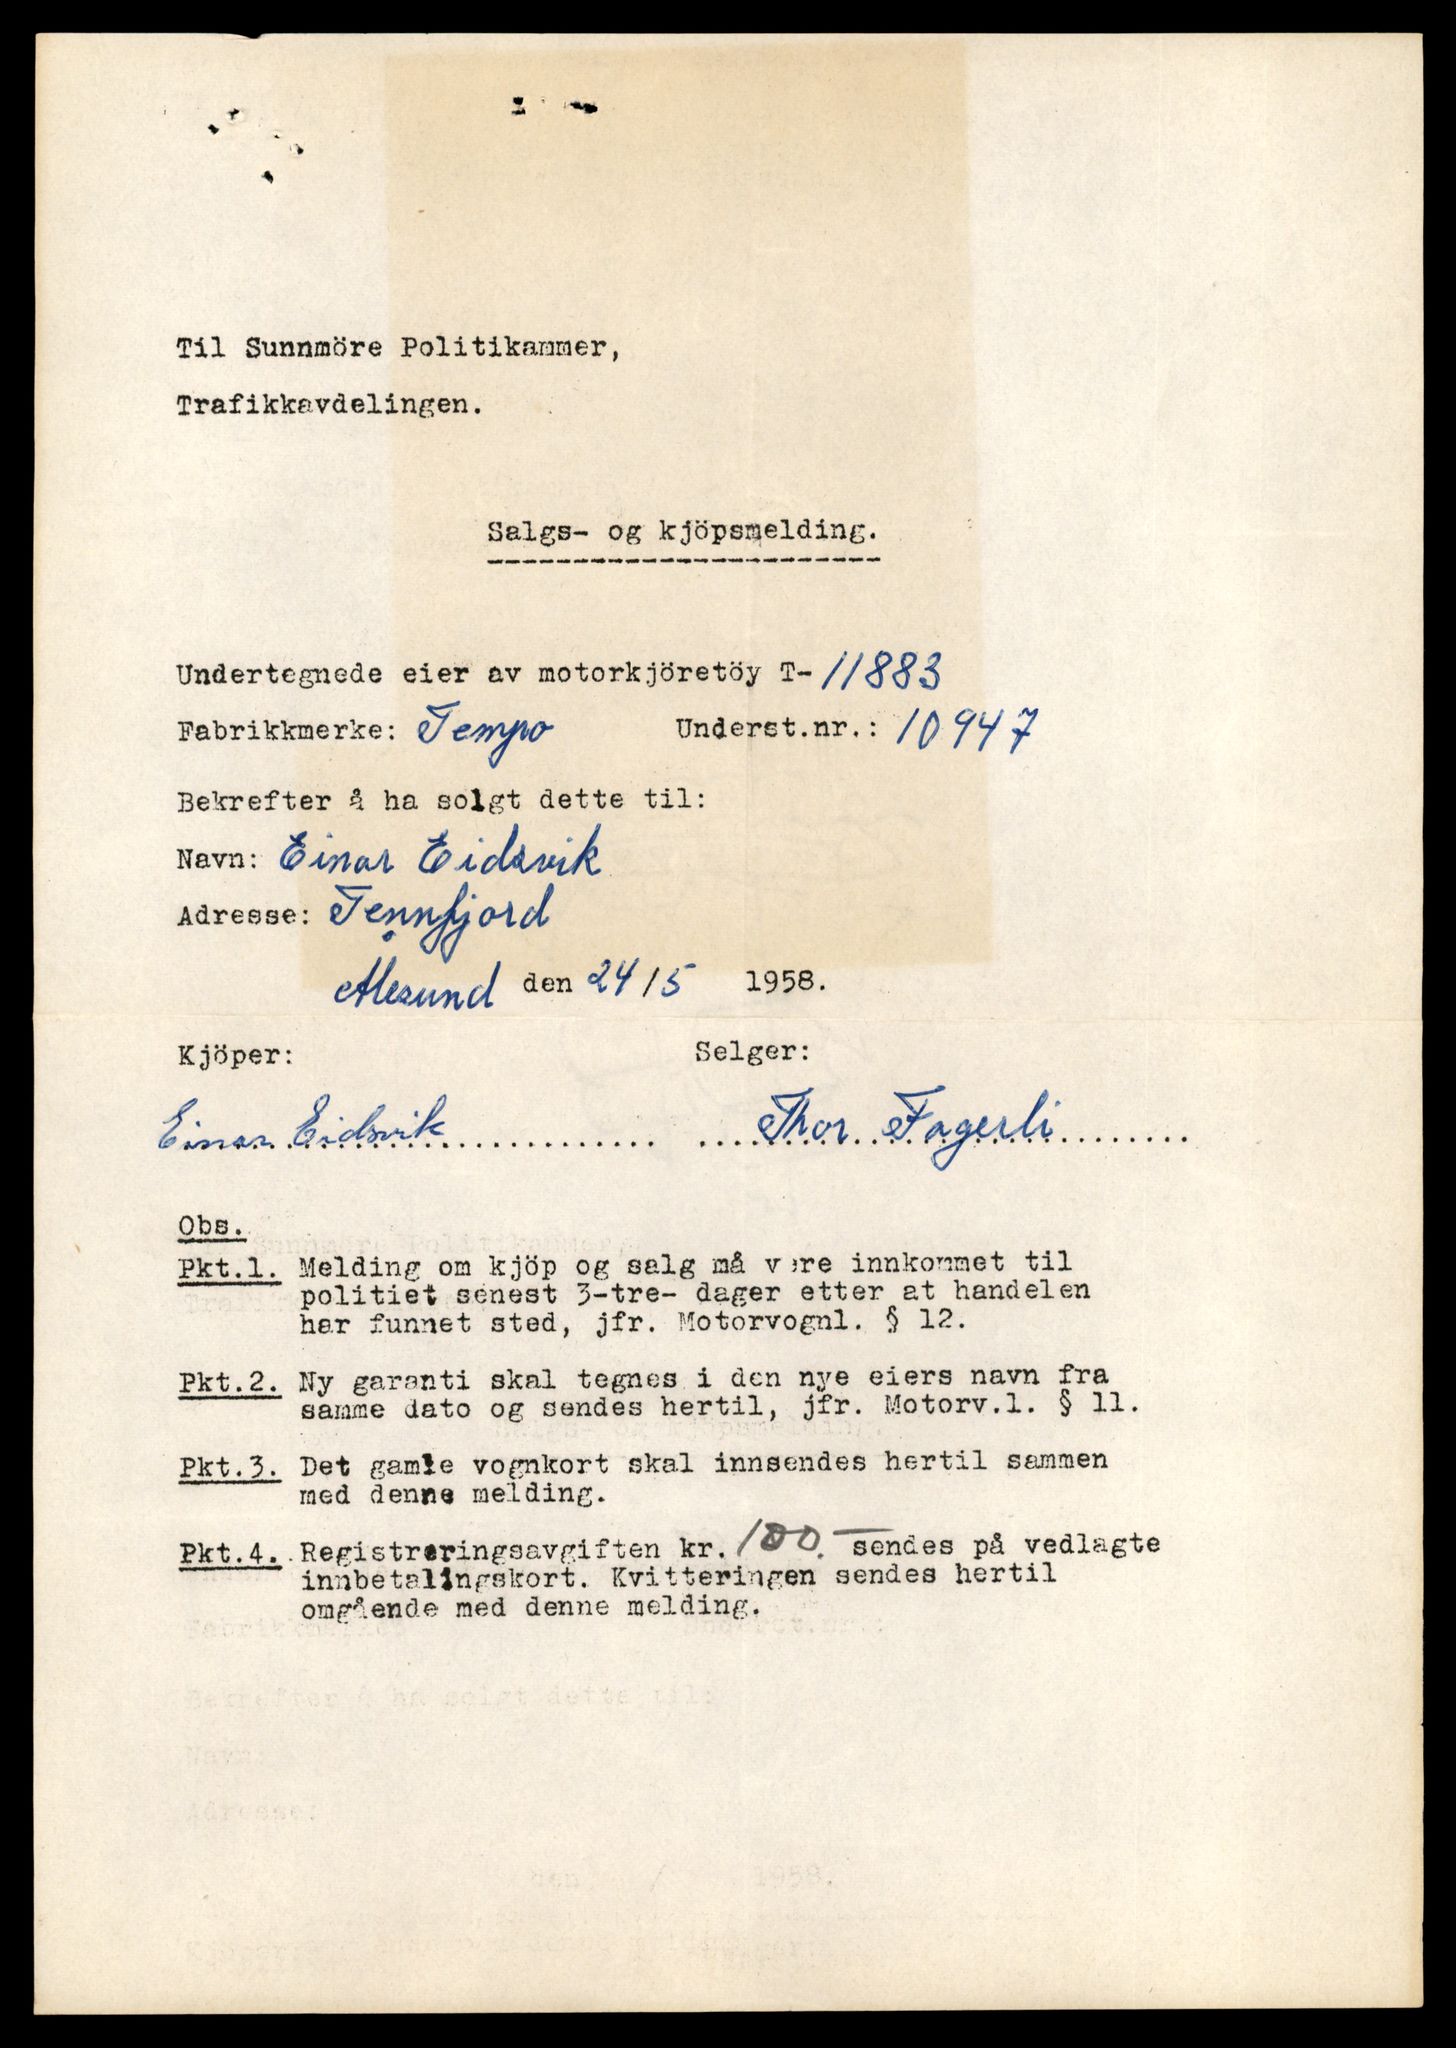 Til Sunnmöre Politikammer,
Trafikkavdelingen.
Salgs- og kjöpsmelding.
Undertegnede eier av motorkjöretöy T- 11883
Fabrikkmerke: Tempo Underst.nr.: 10947
Bekrefter å ha solgt dette til:
Navn: Einar Eidsvik
Adresse: Tennfjord
Ålesund den 24/5 1958.
Kjöper: Selger:
Einar Eidsvik Thor Fagerli
Obs.
Pkt.1. Melding om kjöp og salg må vere innkommet til
politiet senest 3-tre- dager etter at handelen
har funnet sted, jfr. Motorvognl. § 12.
Pkt.2. Ny garanti skal tegnes i den nye eiers navn fra
samme dato og sendes hertil, jfr. Motorv.l. § 11.
Pkt.3. Det gamle vognkort skal innsendes hertil sammen
med denne melding.
Pkt.4. Registreringsavgiften kr. 100.— sendes på vedlagte
innbetalingskort. Kvitteringen sendes hertil
omgående med denne melding.